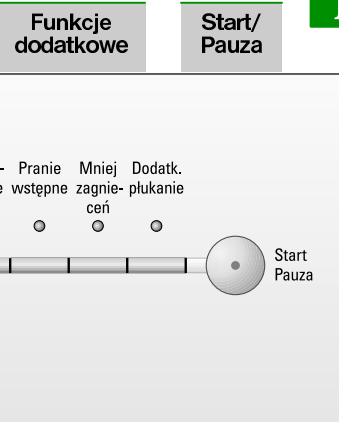 Funkcje
dodatkowe
Start/
Pauza
Pranie
wstępne
Mniej
zagnie-
ceń
Dodatk.
płukanie
Start
Pauza